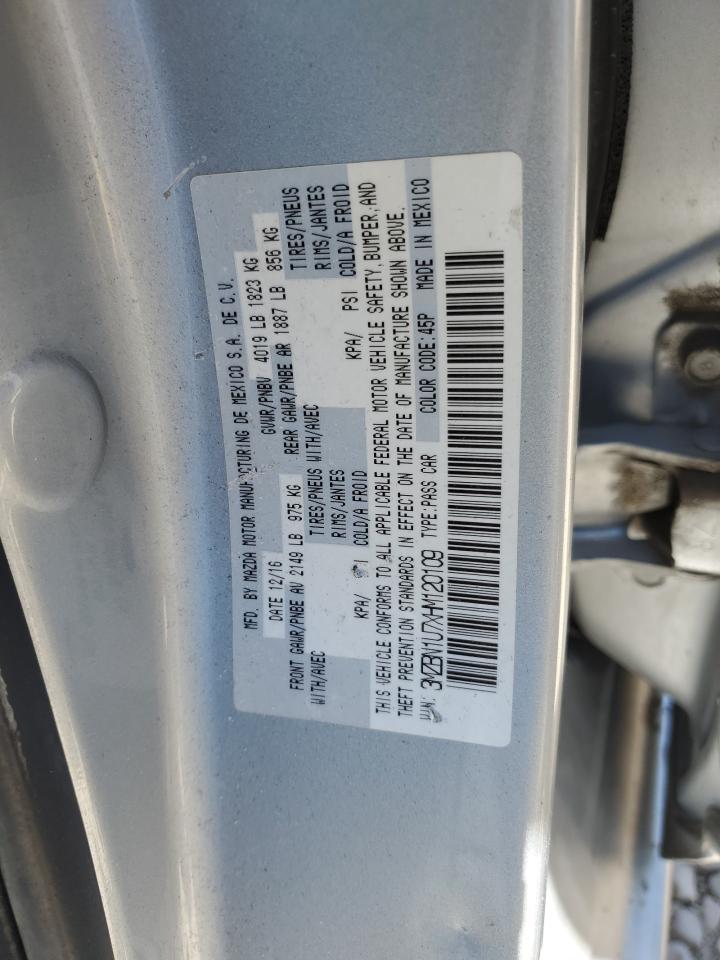 MFD. BY MAZDA MOTOR MANUFACTURING DE MEXICO S.A. DE C.V.
DATE 12/16 GVWR/PNBV 4019 LB 1823 KG
FRONT GAWR/PNBE AV 2149 LB 975 KG REAR GAWR/PNBE AR 1887 LB 856 KG
WITH/AVEC TIRES/PNEUS WITH/AVEC TIRES/PNEUS
RIMS/JANTES RIMS/JANTES
KPA/ COLD/A FROID KPA/ PSI COLD/A FROID
THIS VEHICLE CONFORMS TO ALL APPLICABLE FEDERAL MOTOR VEHICLE SAFETY, BUMPER, AND
THEFT PREVENTION STANDARDS IN EFFECT ON THE DATE OF MANUFACTURE SHOWN ABOVE.
VIN: 3MZBN1U7XHM120109 TYPE:PASS CAR COLOR CODE:45P MADE IN MEXICO